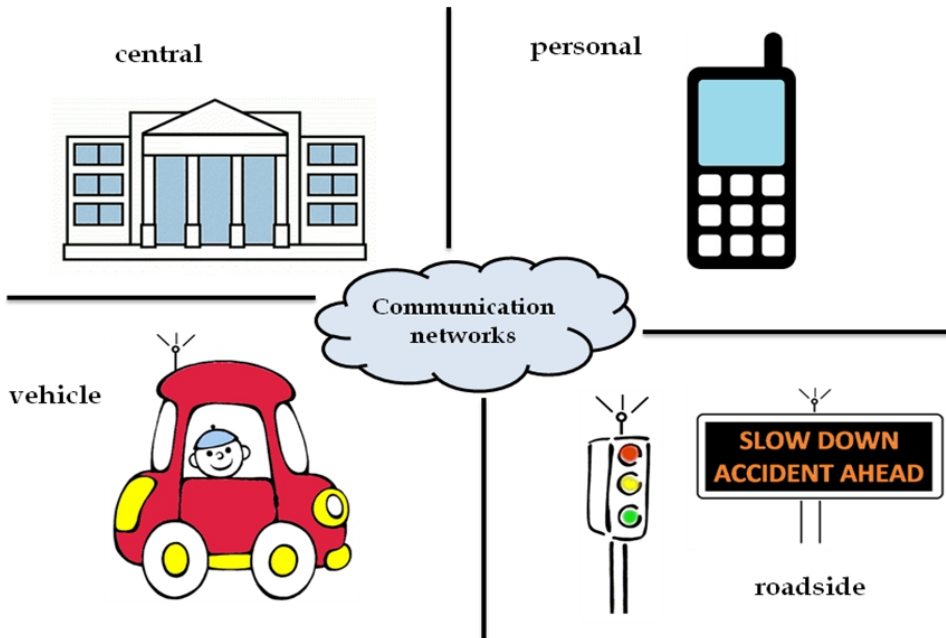 central
personal
Communication
networks
vehicle
SLOW DOWN
ACCIDENT AHEAD
roadside